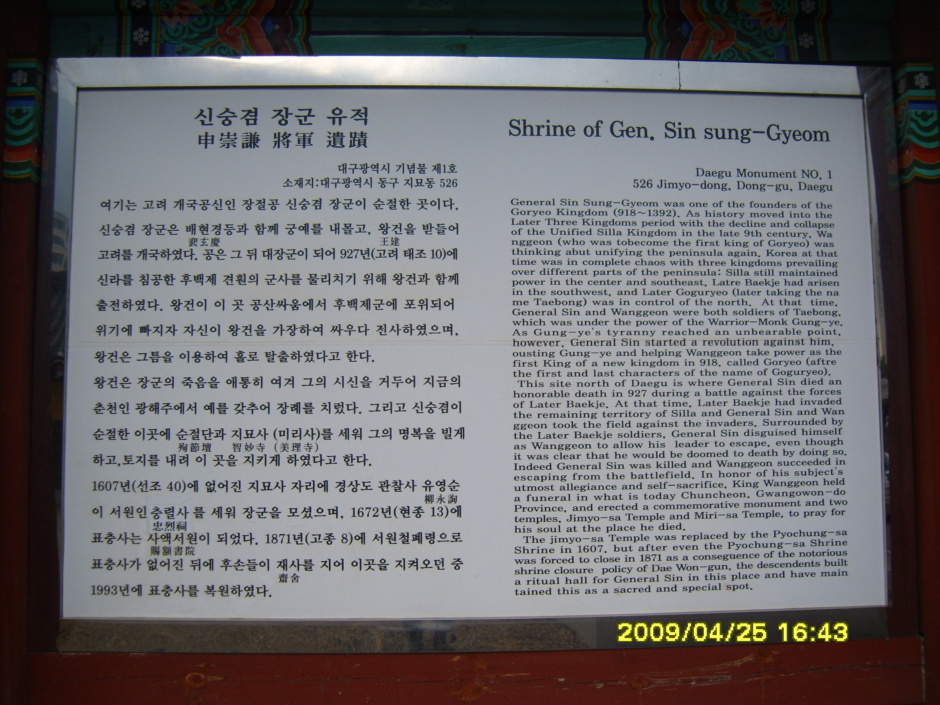 신숭겸 장군 유적
申崇謙 將軍 遺蹟
대구광역시 기념물 제1호
소재지:대구광역시 동구 지묘동 526
여기는 고려 개국공신인 장절공 신숭겸 장군이 순절한 곳이다.
신숭겸 장군은 배현경등과 함께 궁예를 내몰고, 왕건을 받들어
裵玄慶 王建
고려를 개국하였다. 공은 그 뒤 대장군이 되어 927년(고려 태조 10)에
신라를 침공한 후백제 견훤의 군사를 물리치기 위해 왕건과 함께
출전하였다. 왕건이 이 곳 공산싸움에서 후백제군에 포위되어
위기에 빠지자 자신이 왕건을 가장하여 싸우다 전사하였으며,
왕건은 그틈을 이용하여 홀로 탈출하였다고 한다.
왕건은 장군의 죽음을 애통히 여겨 그의 시신을 거두어 지금의
춘천인 광해주에서 예를 갖추어 장례를 치렀다. 그리고 신숭겸이
순절한 이곳에 순절단과 지묘사 (미리사)를 세워 그의 명복을 빌게
殉節壇 智妙寺 (美理寺)
하고,토지를 내려 이 곳을 지키게 하였다고 한다.
1607년(선조 40)에 없어진 지묘사 자리에 경상도 관찰사 유영순
柳永詢
이 서원인충렬사 를 세워 장군을 모셨으며, 1672년(현종 13)에
忠烈祠
표충사는 사액서원이 되었다. 1871년(고종 8)에 서원철폐령으로
賜額書院
표충사가 없어진 뒤에 후손들이 재사를 지어 이곳을 지켜오던 중
齋舍
1993년에 표충사를 복원하였다.
Shrine of Gen. Sin sung-Gyeom
Daegu Monument NO. 1
526 Jimyo-dong, Dong-gu, Daegu
General Sin Sung-Gyeom was one of the founders of the
Goryeo Kingdom (918~1392). As history moved into the
Later Three Kingdoms period with the decline and collapse
of the Unified Silla Kingdom in the late 9th century, Wa
nggeon (who was tobecome the first king of Goryeo) was
thinking abut unifying the peninsula again, Korea at that
time was in complete chaos with three kingdoms prevailing
over different parts of the peninsula: Silla still maintained
power in the center and southeast, Latre Baekje had arisen
in the southwest, and Later Goguryeo (later taking the na
me Taebong) was in control of the north. At that time,
General Sin and Wanggeon were both soldiers of Taebong,
which was under the power of the Warrior-Monk Gung-ye.
As Gung-ye's tyranny reached an unbearable point,
however, General Sin started a revolution against him,
ousting Gung-ye and helping Wanggeon take power as the
first King of a new kingdom in 918, called Goryeo (aftre
the first and last characters of the name of Goguryeo).
This site north of Daegu is where General Sin died an
honorable death in 927 during a battle against the forces
of Later Baekje. At that time, Later Baekje had invaded
the remaining territory of Silla and General Sin and Wan
ggeon took the field against the invaders. Surrounded by
the Later Baekje soldiers, General Sin disguised himself
as Wanggeon to allow his leader to escape, even though
it was clear that he would be doomed to death by doing so.
Indeed General Sin was killed and Wanggeon succeeded in
escaping from the battlefield. In honor of his subject's
utmost allegiance and self-sacrifice, King Wanggeon held
a funeral in what is today Chuncheon, Gwangowon-do
Province, and erected a commemorative monument and two
temples, Jimyo-sa Temple and Miri-sa Temple, to pray for
his soul at the place he died.
The jimyo-sa Temple was replaced by the Pyochung-sa
Shrine in 1607, but after even the Pyochung-sa Shrine
was forced to close in 1871 as a conseguence of the notorious
shrine closure policy of Dae Won-gun, the descendents built
a ritual hall for General Sin in this place and have main
tained this as a sacred and special spot.
2009/04/25 16:43